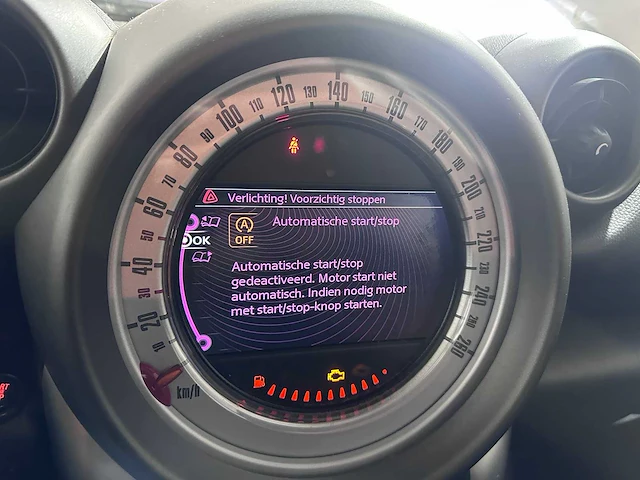 Verlichting! Voorzichtig stoppen
OK
A
OFF
Automatische start/stop
Automatische start/stop
gedeactiveerd. Motor start niet
automatisch. Indien nodig motor
met start/stop-knop starten.
10
20
30
40
50
60
70
80
90
100
110
120
130
140
150
160
170
180
190
200
210
220
230
240
250
260
km/h